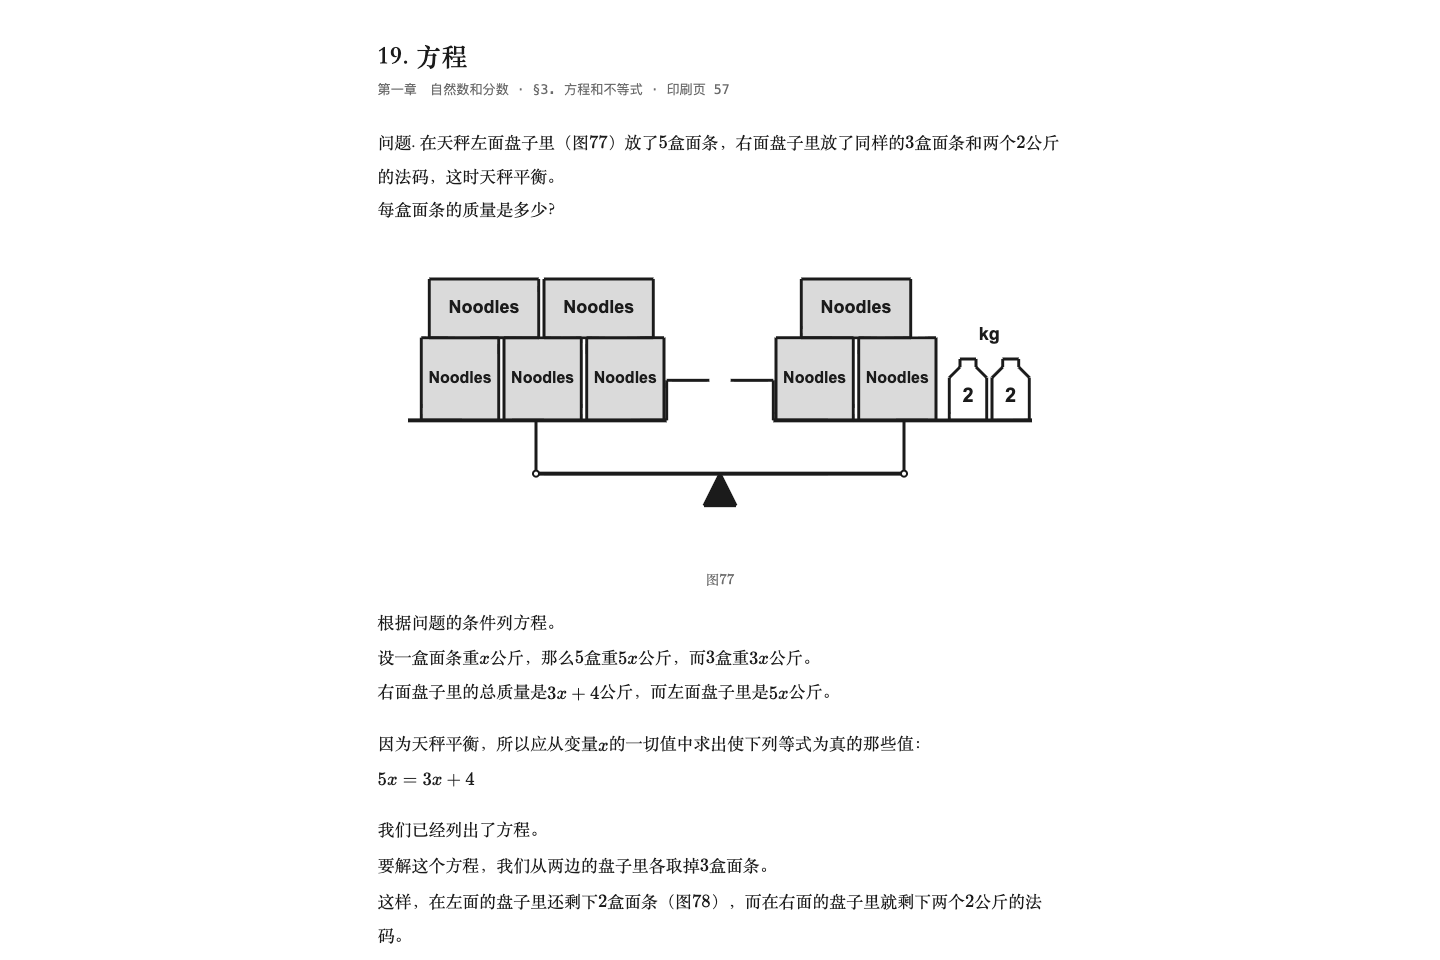 19. 方程
第一章　自然数和分数 · §3. 方程和不等式 · 印刷页 57
问题. 在天秤左面盘子里（图77）放了5盒面条，右面盘子里放了同样的3盒面条和两个2公斤
的法码，这时天秤平衡。
每盒面条的质量是多少?
Noodles Noodles Noodles
kg
Noodles Noodles Noodles Noodles Noodles
2 2
图77
根据问题的条件列方程。
设一盒面条重x公斤，那么5盒重5x公斤，而3盒重3x公斤。
右面盘子里的总质量是3x + 4公斤，而左面盘子里是5x公斤。
因为天秤平衡，所以应从变量x的一切值中求出使下列等式为真的那些值：
5x = 3x + 4
我们已经列出了方程。
要解这个方程，我们从两边的盘子里各取掉3盒面条。
这样，在左面的盘子里还剩下2盒面条（图78），而在右面的盘子里就剩下两个2公斤的法
码。